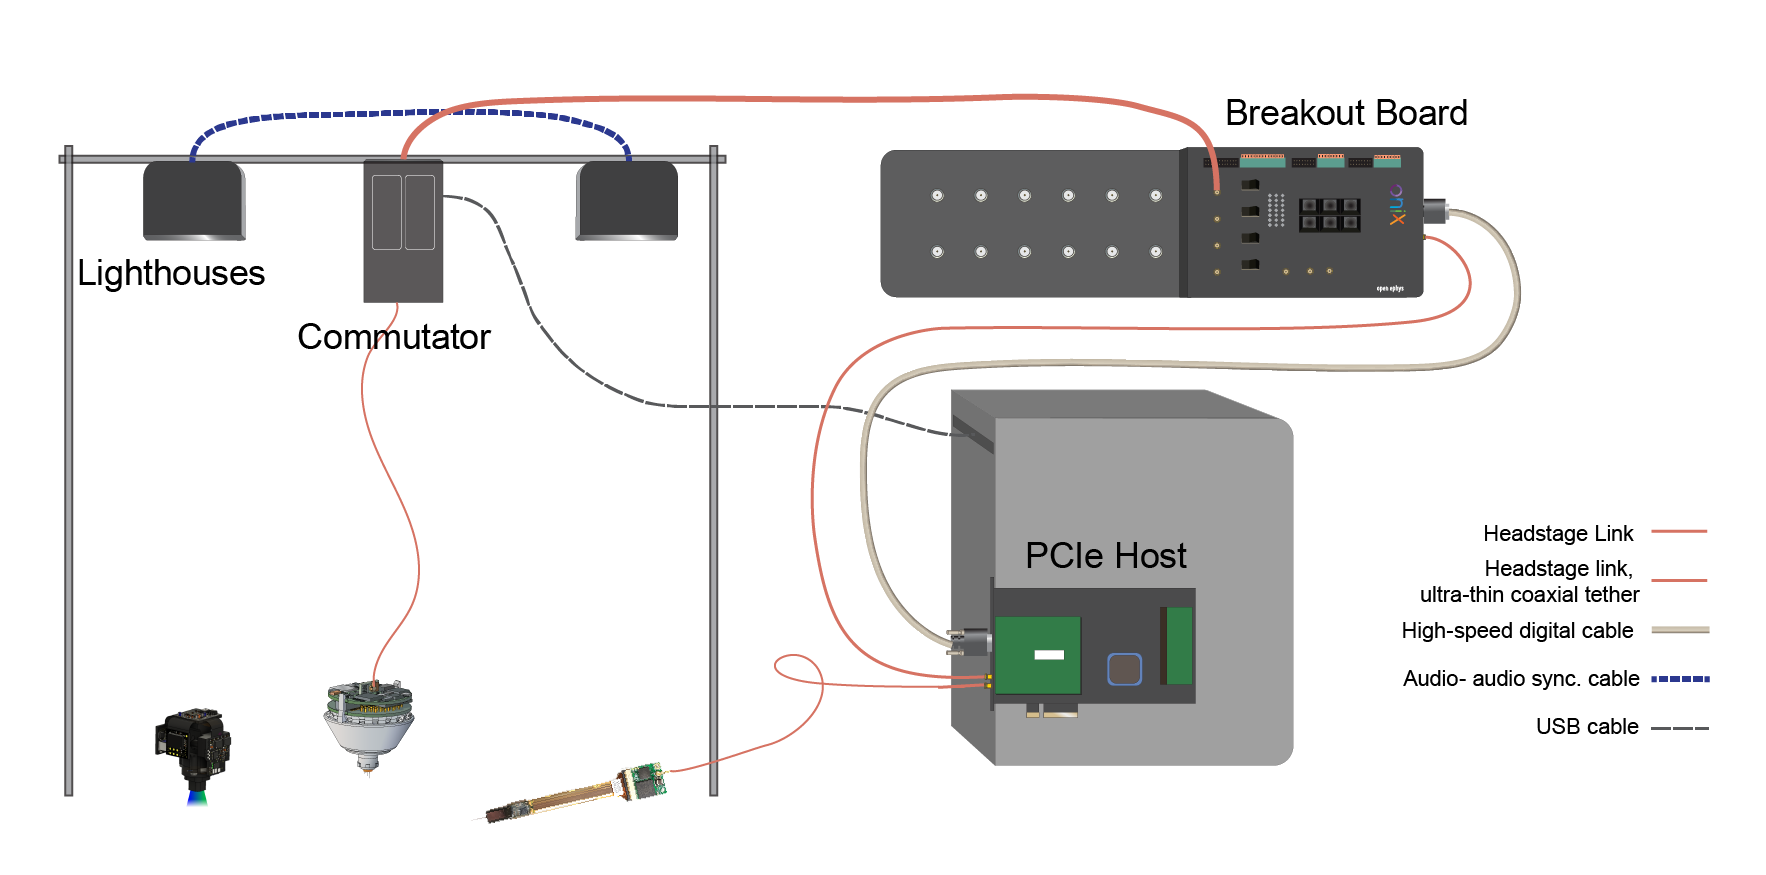 Breakout Board
onix
open ephys
Lighthouses
Commutator
PCIe Host
Headstage Link
Headstage link,
ultra-thin coaxial tether
High-speed digital cable
Audio- audio sync. cable
USB cable